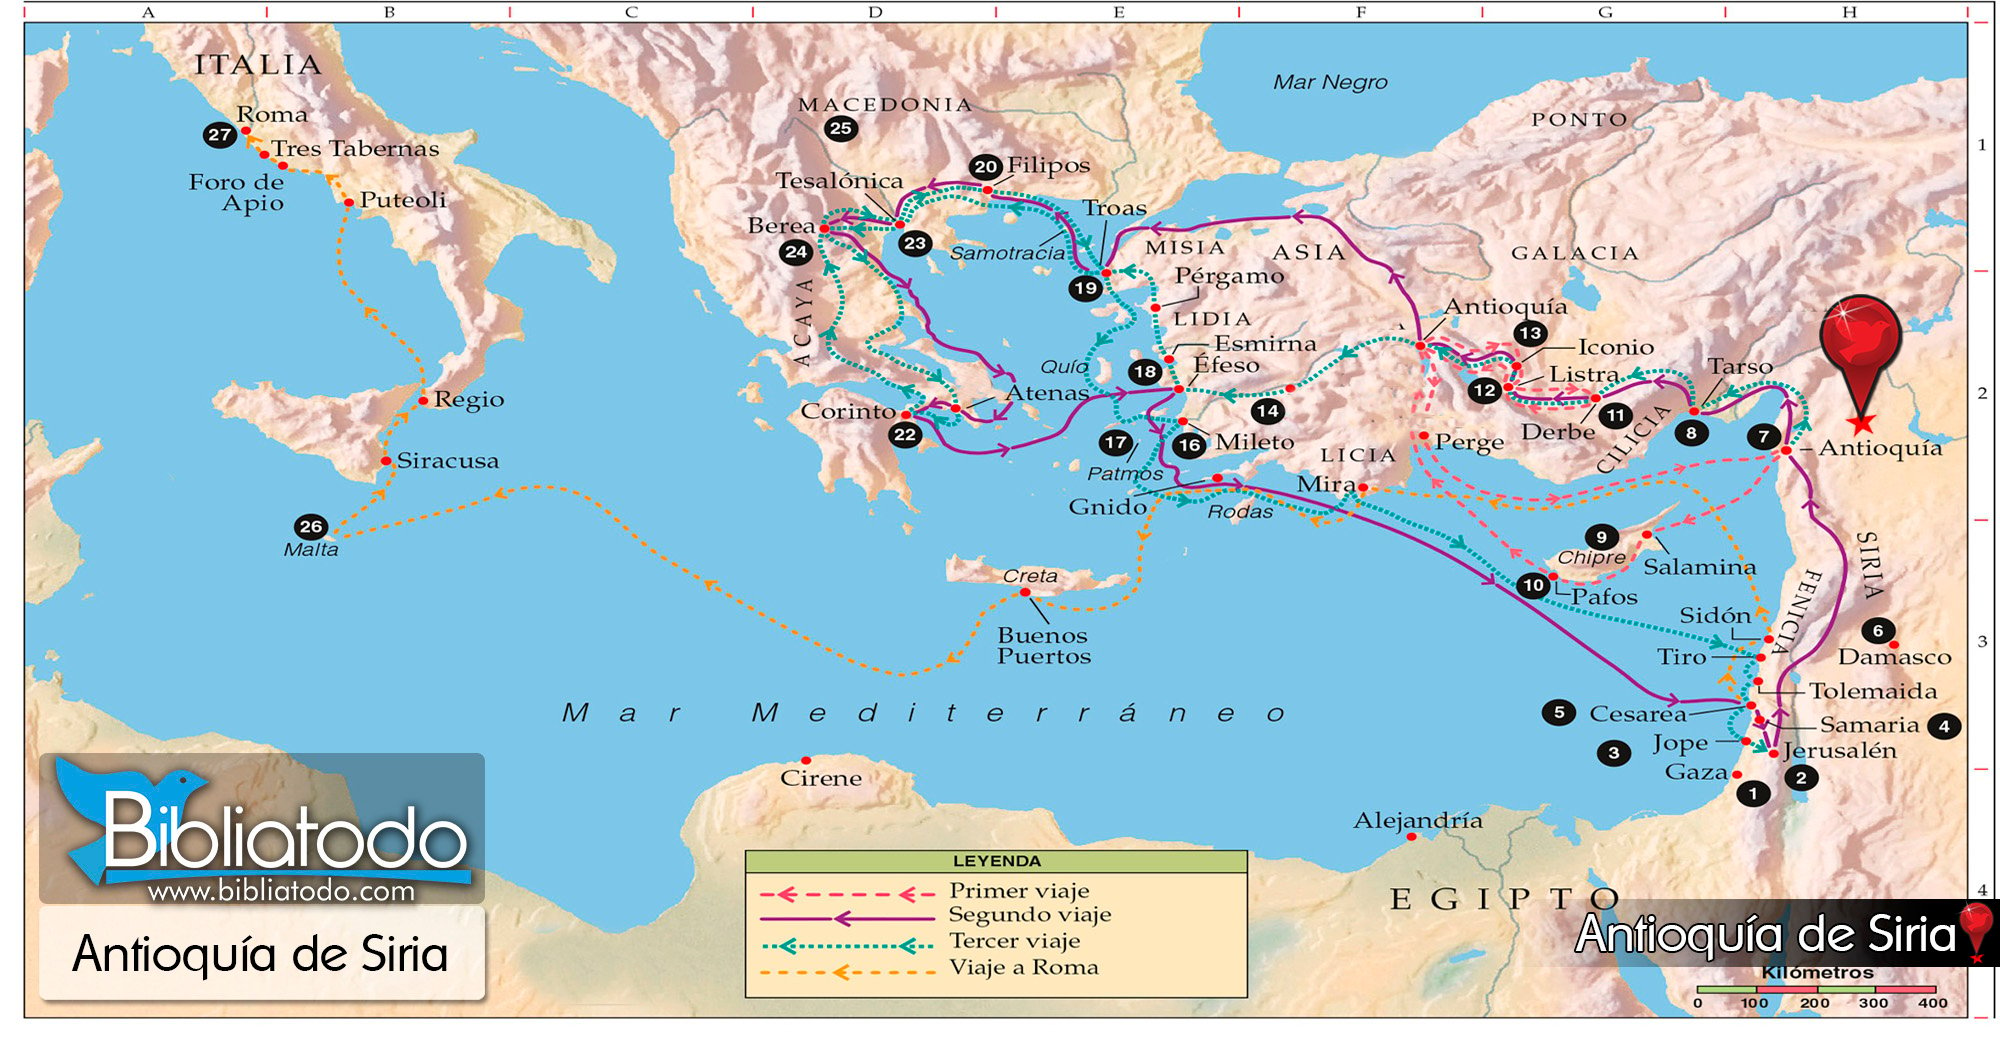 A B C D E F G H
ITALIA
Mar Negro
MACEDONIA
25
PONTO
Roma
27
1
Tres Tabernas
20
Filipos
Foro de
Apio
Puteoli
Tesalónica
Troas
Berea
24
23
Samotracia
MISIA
ASIA
GALACIA
19
Pérgamo
ACAYA
LIDIA
Antioquía
13
Esmirna
Iconio
Quío
18
Éfeso
Listra
Tarso
2
Regio
Atenas
12
Corinto
14
11
22
17
16
Mileto
Perge
Derbe
CILICIA
8
7
Antioquía
Siracusa
Patmos
LICIA
Mira
Gnido
Rodas
26
Malta
9
Chipre
SIRIA
Creta
Salamina
10
Pafos
FENICIA
Buenos
Puertos
Sidón
6
3
Tiro
Damasco
Tolemaida
Mar Mediterráneo
5
Cesarea
Samaria
4
3
Jope
Jerusalén
Gaza
2
1
Cirene
Alejandría
Bibliatodo
www.bibliatodo.com
Antioquía de Siria
LEYENDA
Primer viaje
Segundo viaje
Tercer viaje
Viaje a Roma
EGIPTO
4
Antioquía de Siria
Kilómetros
0 100 200 300 400